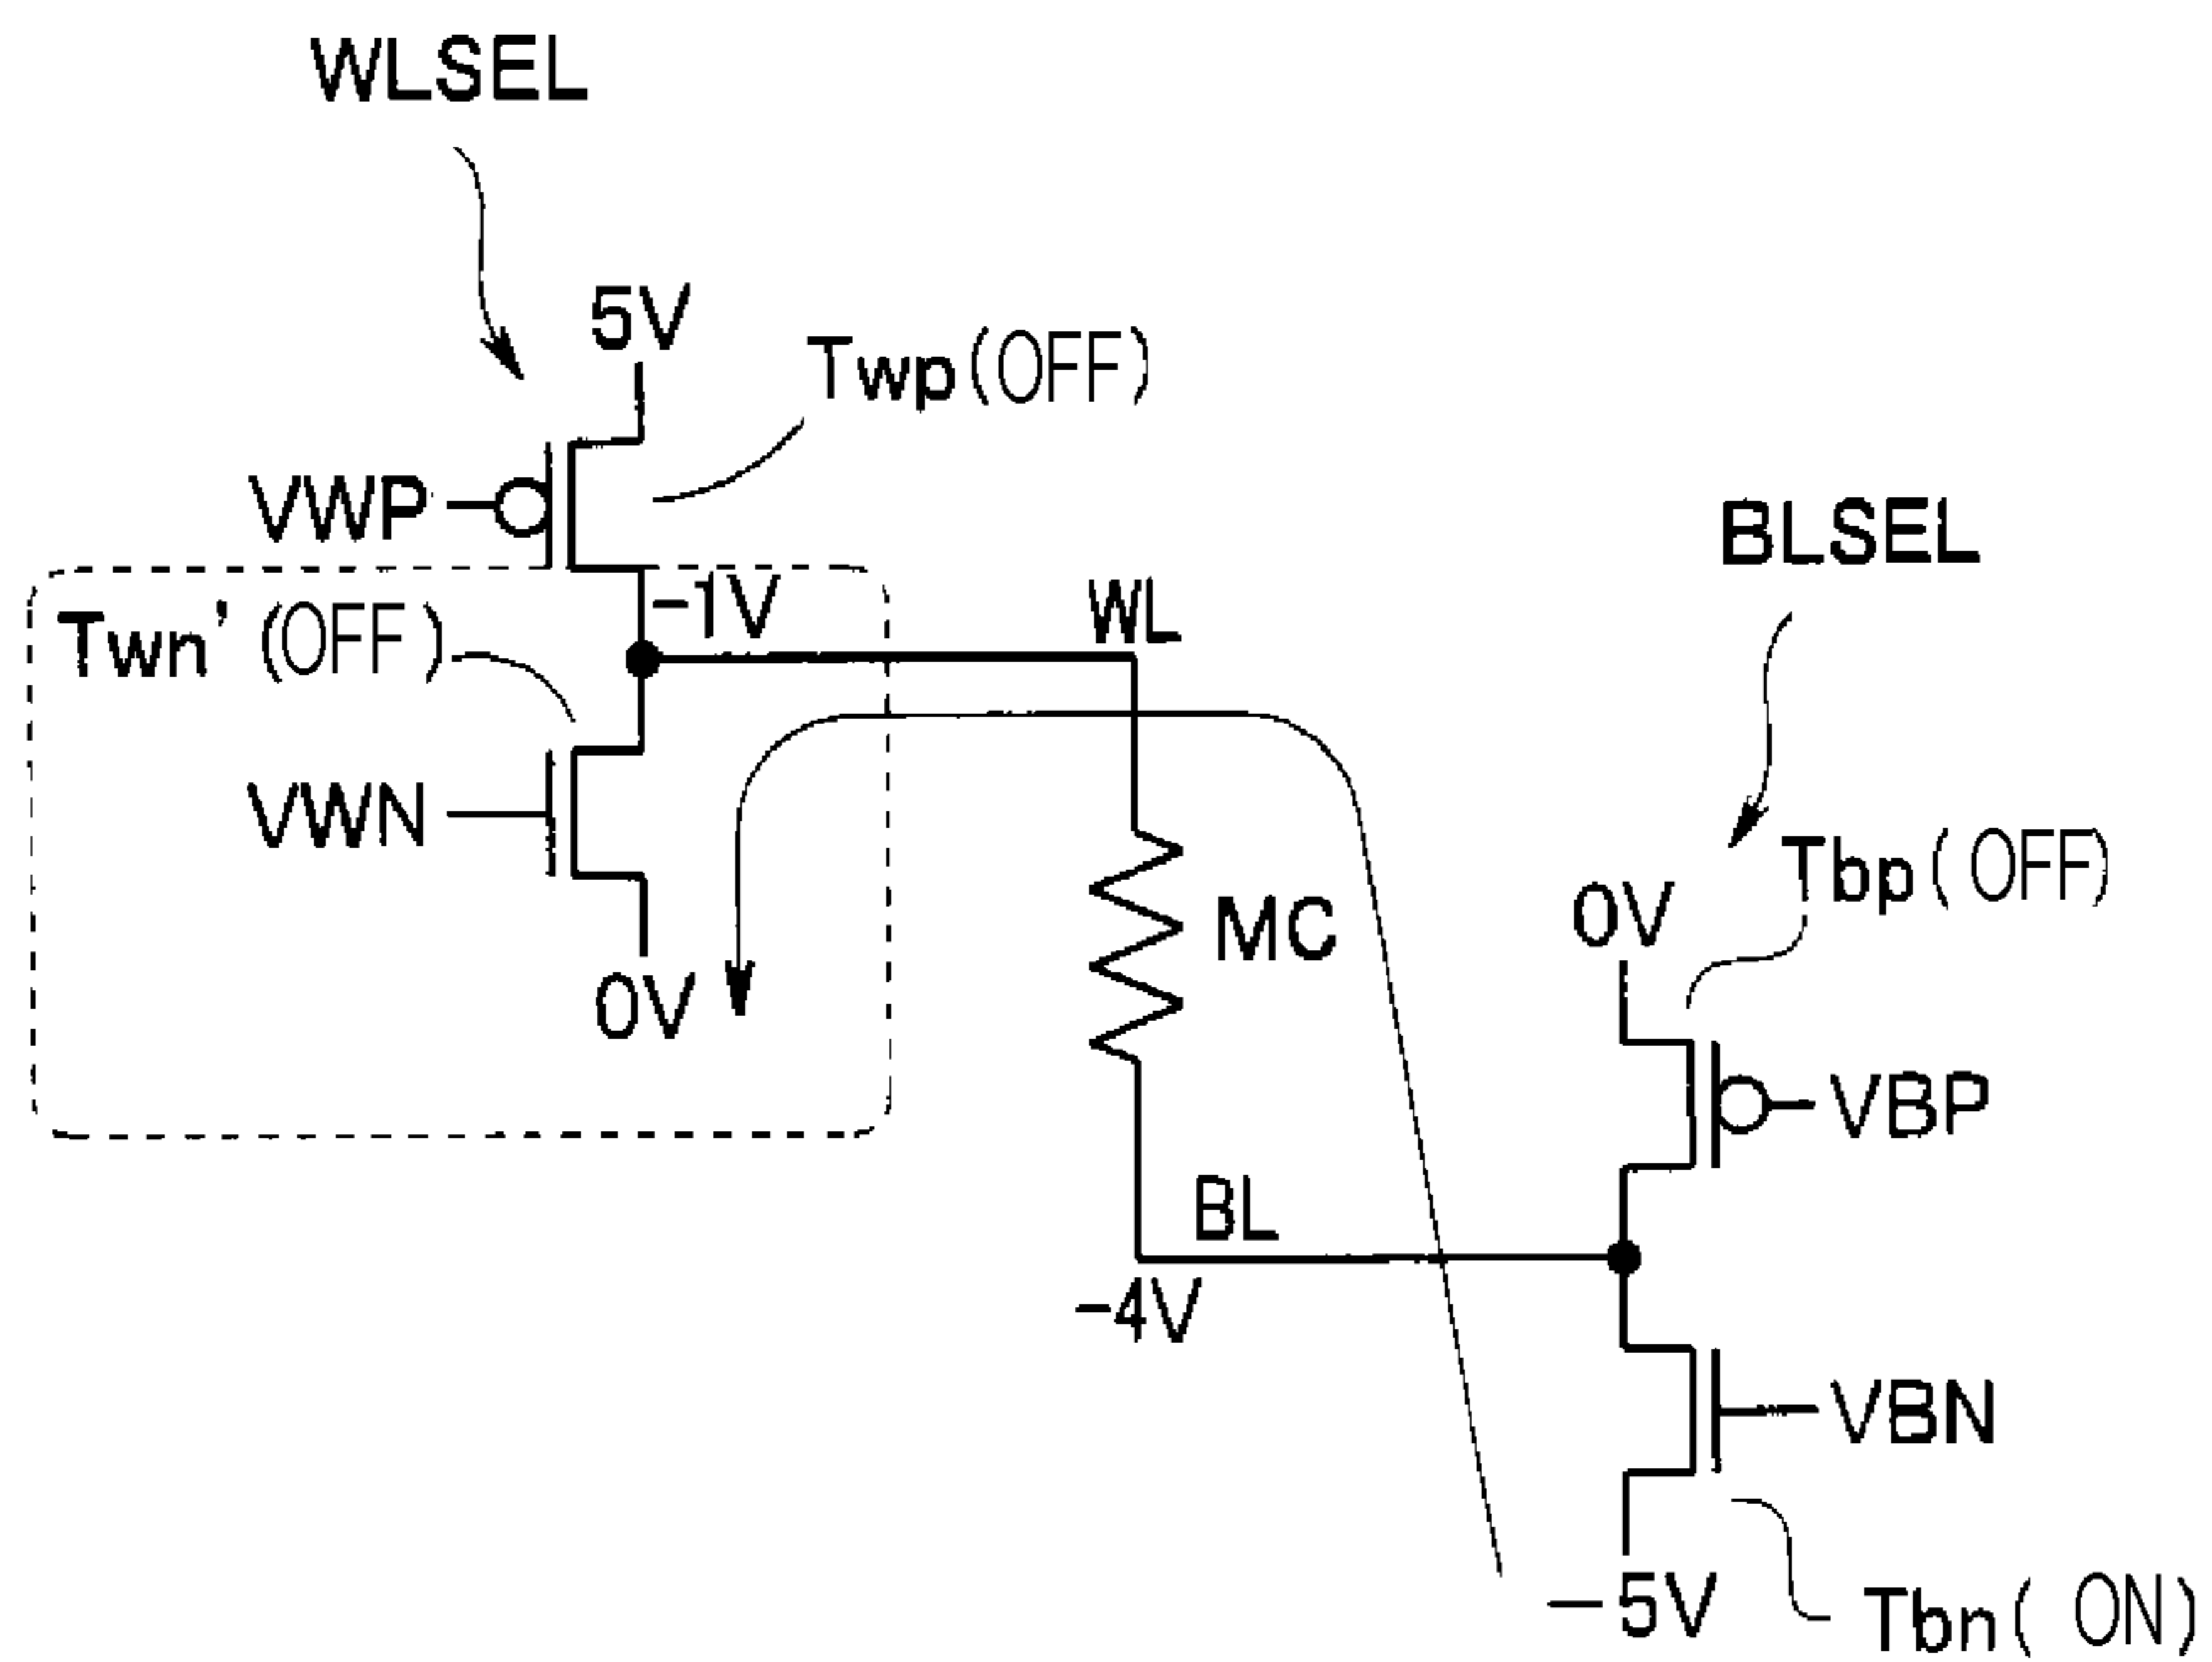 WLSEL
5V
Twp(OFF)
VWP
BLSEL
-1V
WL
Twn'(OFF)
VWN
Tbp(OFF)
0V
MC
0V
VBP
BL
-4V
VBN
-5V
Tbn( ON)